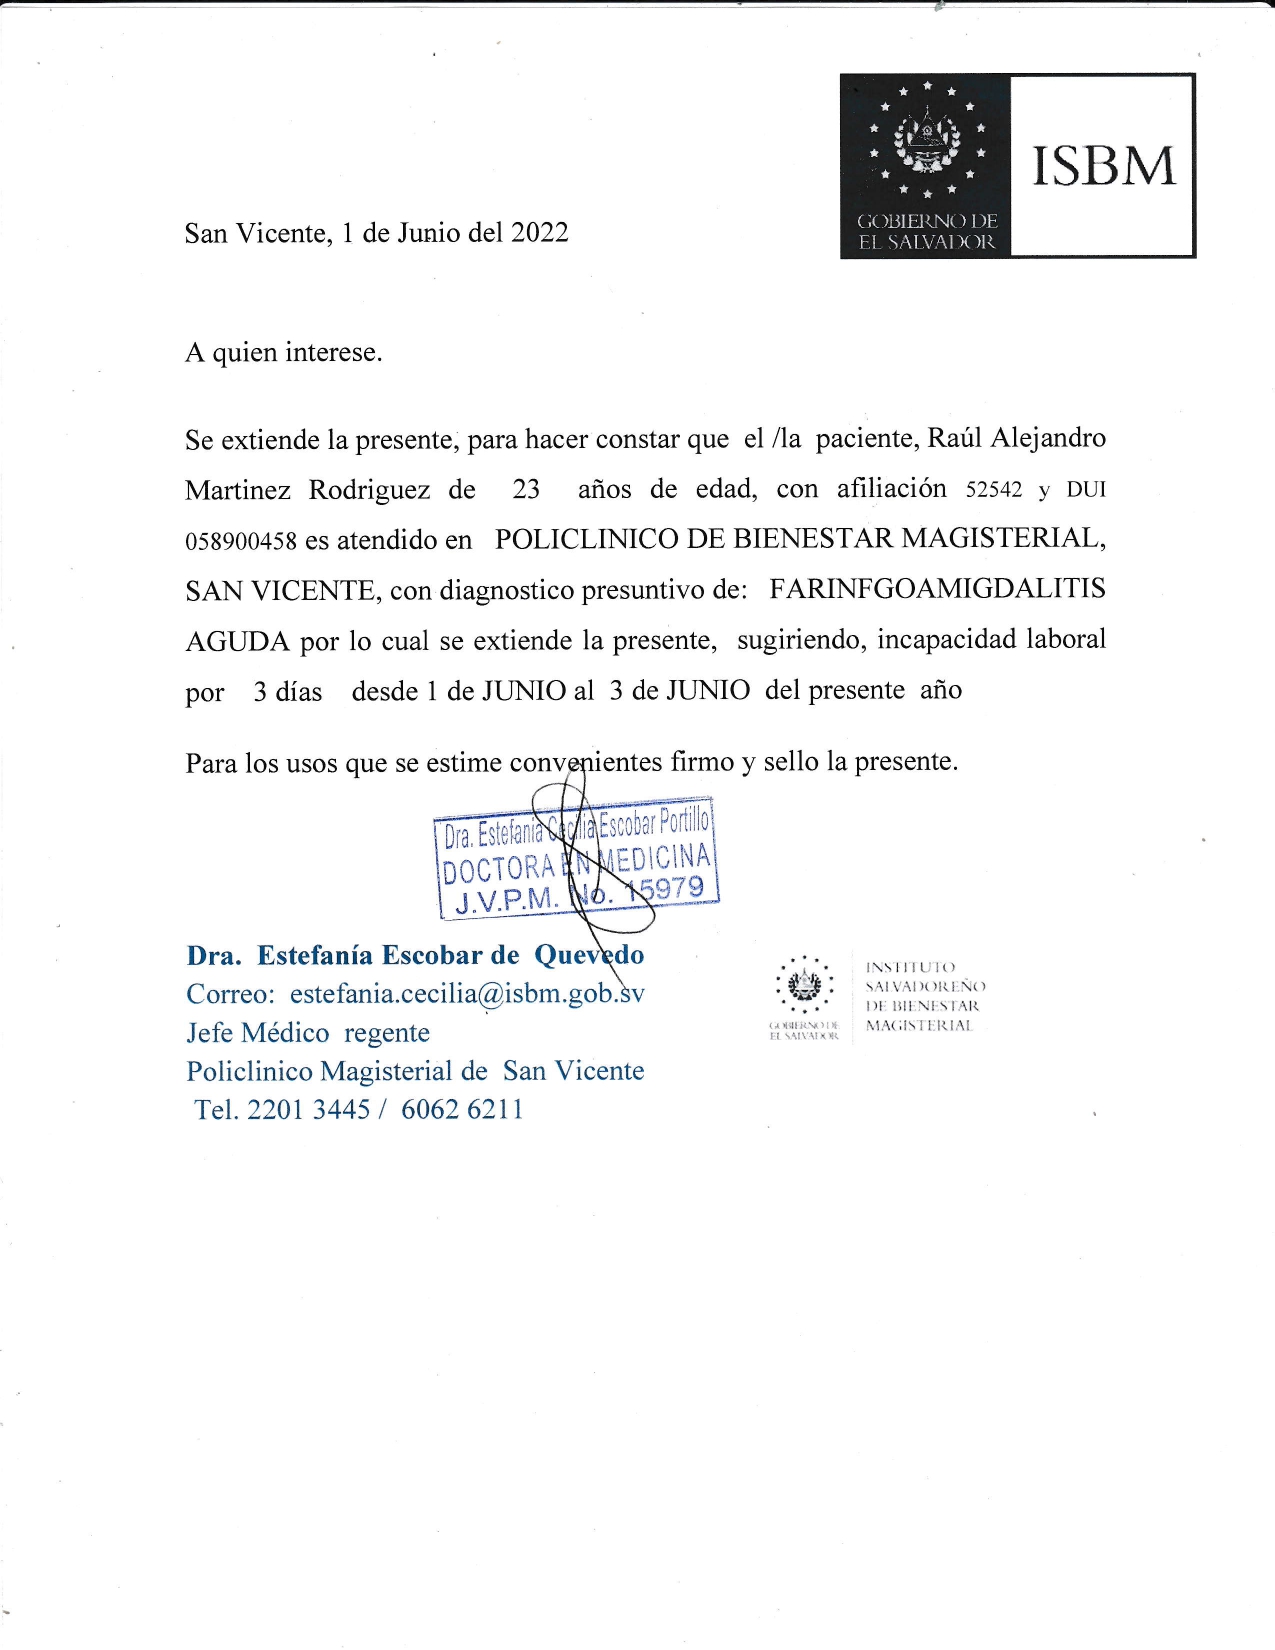 GOBIERNO DE
EL SALVADOR
ISBM
San Vicente, 1 de Junio del 2022
A quien interese.
Se extiende la presente, para hacer constar que el /la paciente, Raúl Alejandro
Martinez Rodriguez de 23 años de edad, con afiliación 52542 y DUI
058900458 es atendido en POLICLINICO DE BIENESTAR MAGISTERIAL,
SAN VICENTE, con diagnostico presuntivo de: FARINFGOAMIGDALITIS
AGUDA por lo cual se extiende la presente, sugiriendo, incapacidad laboral
por 3 días desde 1 de JUNIO al 3 de JUNIO del presente año
Para los usos que se estime convenientes firmo y sello la presente.
Dra. Estefania Cecilia Escobar Portillo
DOCTORA EN MEDICINA
J.V.P.M. No. 15979
Dra. Estefanía Escobar de Quevedo
Correo: estefania.cecilia@isbm.gob.sv
Jefe Médico regente
Policlinico Magisterial de San Vicente
Tel. 2201 3445 / 6062 6211
GOBIERNO DE
EL SALVADOR
INSTITUTO
SALVADOREÑO
DE BIENESTAR
MAGISTERIAL